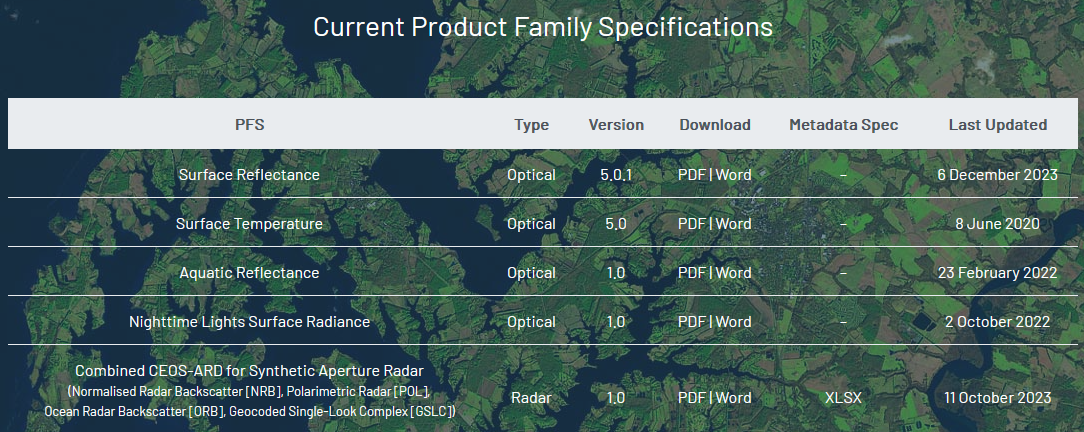 Current Product Family Specifications
PFS Type Version Download Metadata Spec Last Updated
Surface Reflectance Optical 5.0.1 PDF | Word – 6 December 2023
Surface Temperature Optical 5.0 PDF | Word – 8 June 2020
Aquatic Reflectance Optical 1.0 PDF | Word – 23 February 2022
Nighttime Lights Surface Radiance Optical 1.0 PDF | Word – 2 October 2022
Combined CEOS-ARD for Synthetic Aperture Radar
(Normalised Radar Backscatter [NRB], Polarimetric Radar [POL],
Ocean Radar Backscatter [ORB], Geocoded Single-Look Complex [GSLC])
Radar 1.0 PDF | Word XLSX 11 October 2023